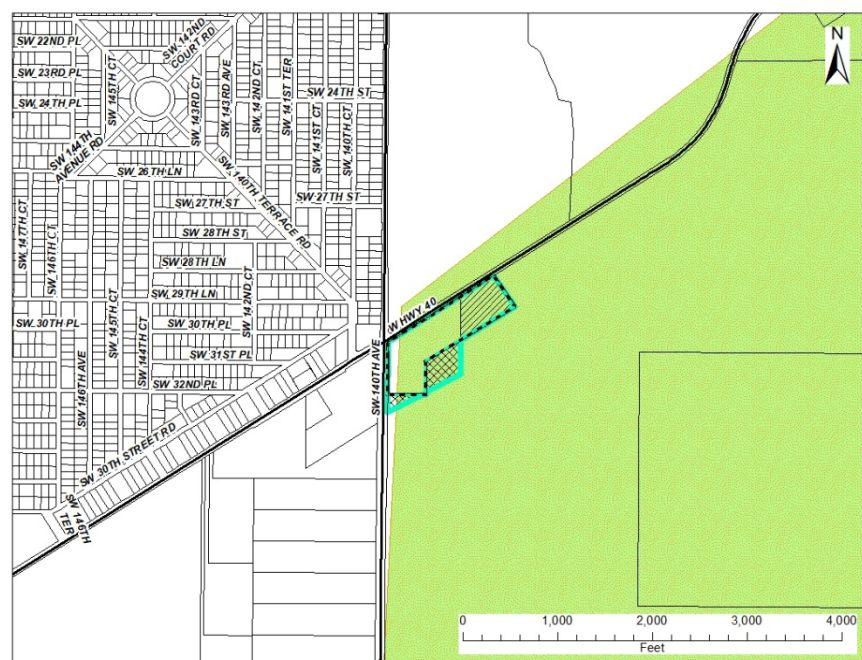 SW 22ND PL
SW 23RD PL
SW 24TH PL
SW 145TH CT
SW 142ND
COURT RD
SW 143RD CT
SW 143RD AVE
SW 142ND CT
SW 141ST TER
SW 24TH ST
SW 141ST CT
SW 140TH CT
SW 144TH
AVENUE RD
SW 26TH LN
SW 140TH TERRACE RD
SW 27TH ST
SW 27TH ST
SW 147TH CT
SW 146TH CT
SW 28TH ST
SW 28TH LN
SW 29TH LN
SW 142ND CT
SW 30TH PL
SW 145TH CT
SW 144TH CT
SW 30TH PL
SW 31ST PL
SW 146TH AVE
SW 32ND PL
W HWY 40
SW 140TH AVE
SW 30TH STREET RD
SW 146TH
TER
N
0 1,000 2,000 3,000 4,000
Feet